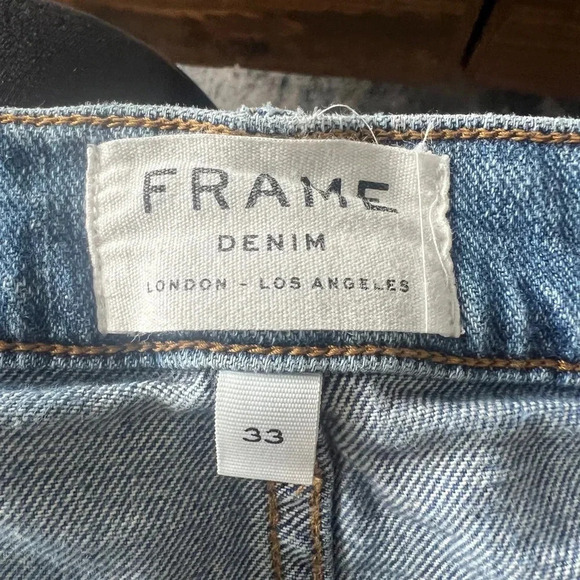 FRAME
DENIM
LONDON - LOS ANGELES
33